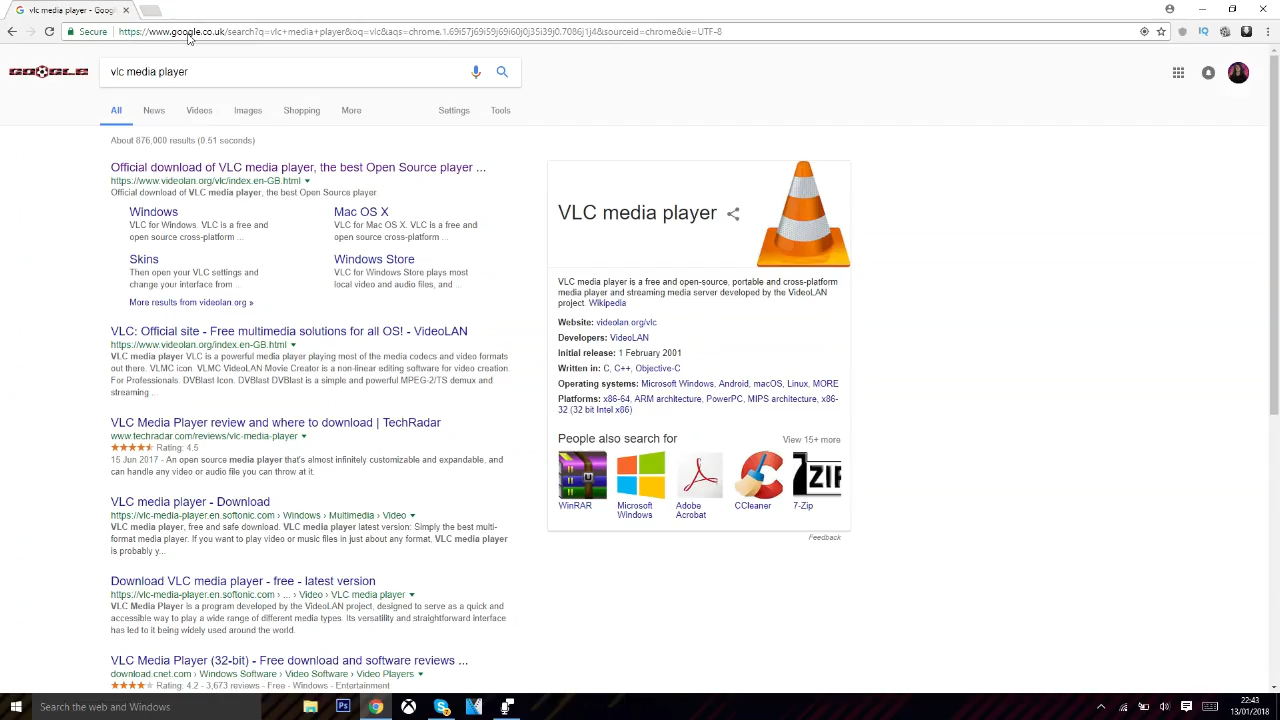 vlc media player - Goog
Secure https://www.google.co.uk/search?q=vlc+media+player&oq=vlc&aqs=chrome.1.69i57j69i59j69i60j0j35i39j0.7086j1j4&sourceid=chrome&ie=UTF-8
GOOGLE
vlc media player
All News Videos Images Shopping More Settings Tools
About 876,000 results (0.51 seconds)
Official download of VLC media player, the best Open Source player ...
https://www.videolan.org/vlc/index.en-GB.html
Official download of VLC media player, the best Open Source player
Windows
VLC for Windows. VLC is a free and
open source cross-platform ...
Mac OS X
VLC for Mac OS X. VLC is a free and
open source cross-platform ...
Skins
Then open your VLC settings and
change your interface from ...
Windows Store
VLC for Windows Store plays most
local video and audio files, and ...
More results from videolan.org »
VLC: Official site - Free multimedia solutions for all OS! - VideoLAN
https://www.videolan.org/index.en-GB.html
VLC media player VLC is a powerful media player playing most of the media codecs and video formats
out there. VLMC icon. VLMC VideoLAN Movie Creator is a non-linear editing software for video creation.
For Professionals. DVBlast Icon. DVBlast DVBlast is a simple and powerful MPEG-2/TS demux and
streaming ...
VLC Media Player review and where to download | TechRadar
www.techradar.com/reviews/vlc-media-player
Rating: 4.5
15 Jun 2017 - An open source media player that's almost infinitely customizable and expandable, and
can handle any video or audio file you can throw at it.
VLC media player - Download
https://vlc-media-player.en.softonic.com › Windows › Multimedia › Video
VLC media player, free and safe download. VLC media player latest version: Simply the best multi-
format media player. If you want to play video or music files in just about any format, VLC media player
is probably y...
Download VLC media player - free - latest version
https://vlc-media-player.en.softonic.com › ... › Video › VLC media player
VLC Media Player is a program developed by the VideoLAN project, designed to serve as a quick and
accessible way to play a wide range of different media types. Its versatility and straightforward interface
has led to it being widely used around the world.
VLC Media Player (32-bit) - Free download and software reviews ...
download.cnet.com › Windows Software › Video Software › Video Players
Rating: 4.2 - 3,673 reviews - Free - Windows - Entertainment
VLC media player
VLC media player is a free and open-source, portable and cross-platform
media player and streaming media server developed by the VideoLAN
project. Wikipedia
Website: videolan.org/vlc
Developers: VideoLAN
Initial release: 1 February 2001
Written in: C, C++, Objective-C
Operating systems: Microsoft Windows, Android, macOS, Linux, MORE
Platforms: x86-64, ARM architecture, PowerPC, MIPS architecture, x86-
32 (32 bit Intel x86)
People also search for View 15+ more
7ZIP
WinRAR
Microsoft
Windows
Adobe
Acrobat
CCleaner
7-Zip
Feedback
Ps
Search the web and Windows
22:43
13/01/2018